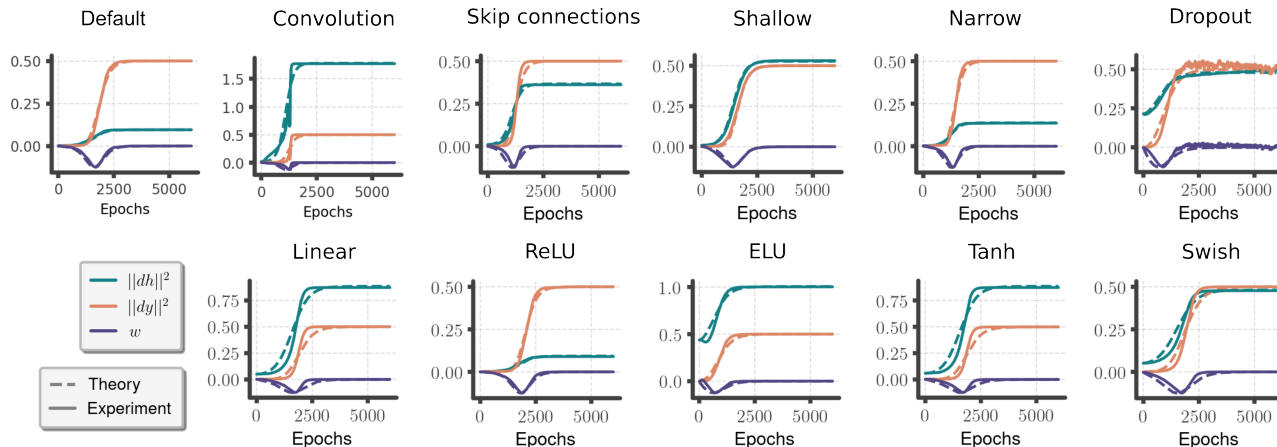 Default
0.50
0.25
0.00
0
2500
5000
Epochs
Convolution
1.5
1.0
0.5
0.0
0
2500
5000
Epochs
Skip connections
0.50
0.25
0.00
0
2500
5000
Epochs
Shallow
0.50
0.25
0.00
0
2500
5000
Epochs
Narrow
0.50
0.25
0.00
0
2500
5000
Epochs
Dropout
0.50
0.25
0.00
0
2500
5000
Epochs
||dh||²
||dy||²
w
Theory
Experiment
Linear
0.75
0.50
0.25
0.00
0
2500
5000
Epochs
ReLU
0.50
0.25
0.00
0
2500
5000
Epochs
ELU
1.0
0.5
0.0
0
2500
5000
Epochs
Tanh
0.75
0.50
0.25
0.00
0
2500
5000
Epochs
Swish
0.50
0.25
0.00
0
2500
5000
Epochs